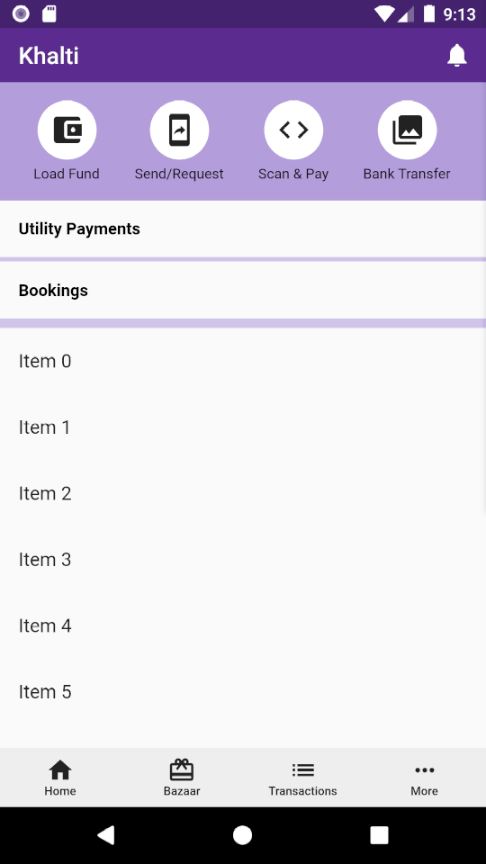 9:13
Khalti
Load Fund Send/Request Scan & Pay Bank Transfer
Utility Payments
Bookings
Item 0
Item 1
Item 2
Item 3
Item 4
Item 5
Home Bazaar Transactions More